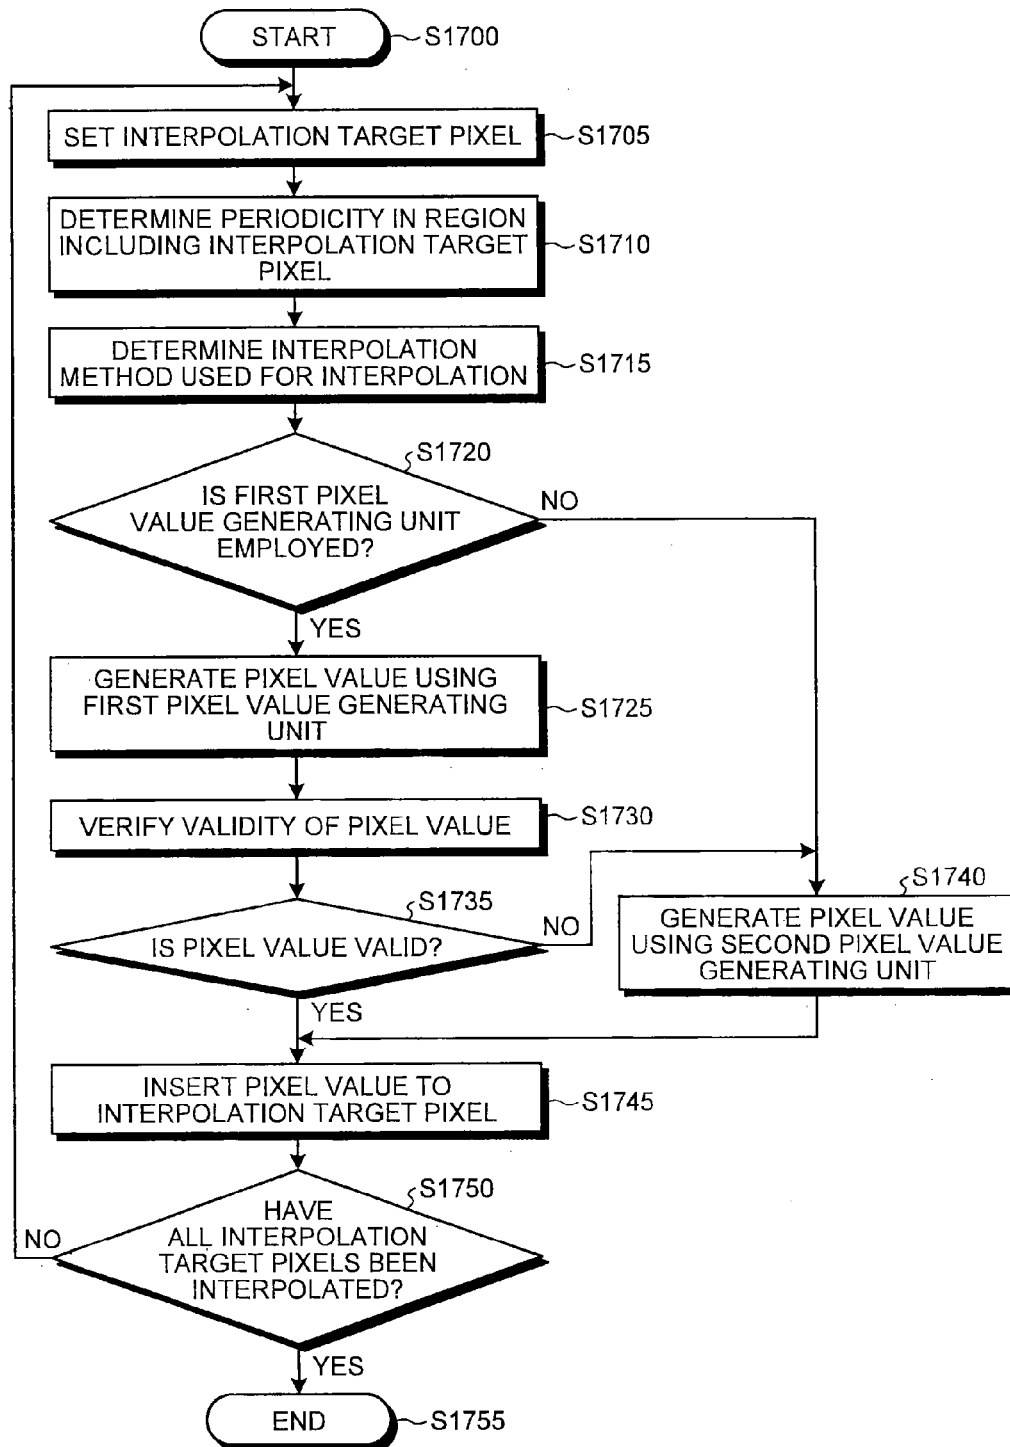 START
S1700
SET INTERPOLATION TARGET PIXEL
S1705
DETERMINE PERIODICITY IN REGION
INCLUDING INTERPOLATION TARGET
PIXEL
S1710
DETERMINE INTERPOLATION
METHOD USED FOR INTERPOLATION
S1715
S1720
IS FIRST PIXEL
VALUE GENERATING UNIT
EMPLOYED?
NO
YES
GENERATE PIXEL VALUE USING
FIRST PIXEL VALUE GENERATING
UNIT
S1725
VERIFY VALIDITY OF PIXEL VALUE
S1730
S1735
IS PIXEL VALUE VALID?
NO
YES
S1740
GENERATE PIXEL VALUE
USING SECOND PIXEL VALUE
GENERATING UNIT
INSERT PIXEL VALUE TO
INTERPOLATION TARGET PIXEL
S1745
S1750
HAVE
ALL INTERPOLATION
TARGET PIXELS BEEN
INTERPOLATED?
NO
YES
END
S1755